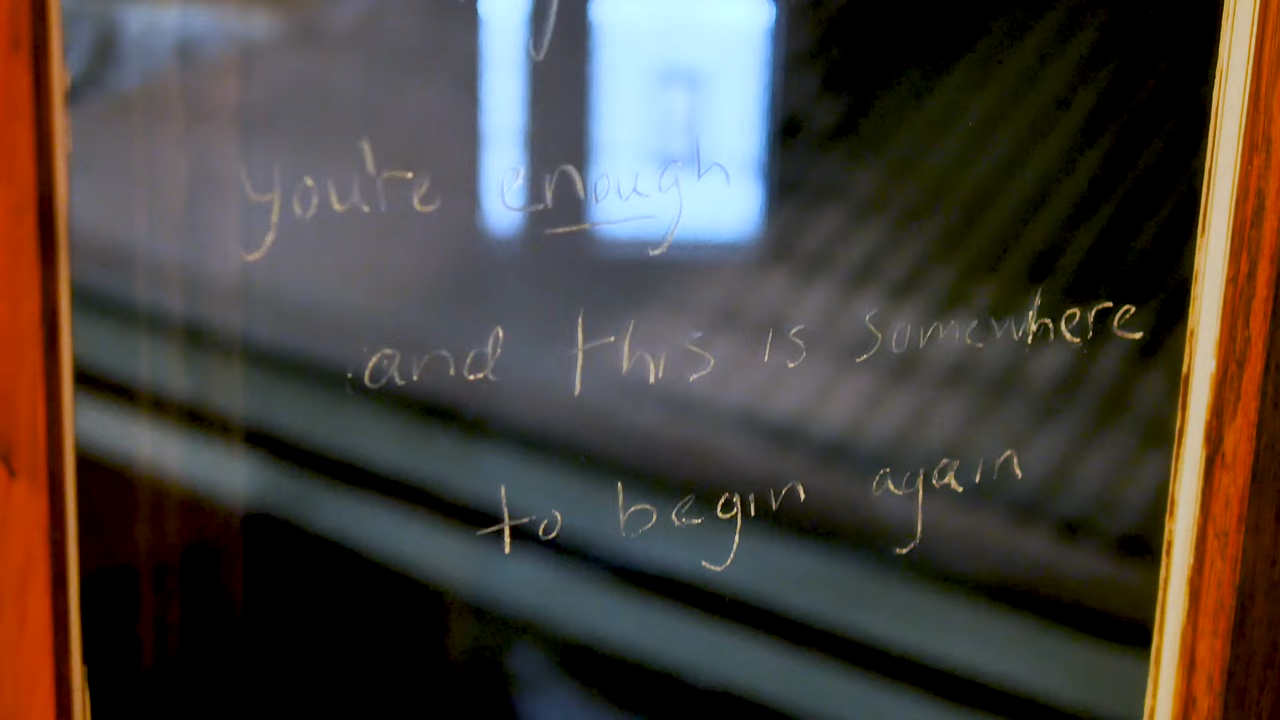 you're enough
and this is somewhere
to begin again